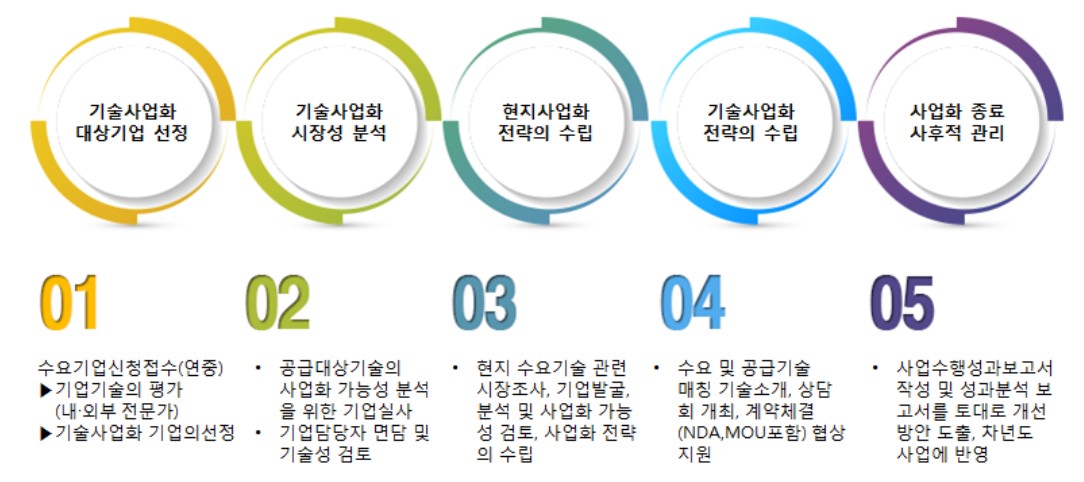 기술사업화
대상기업 선정
기술사업화
시장성 분석
현지사업화
전략의 수립
기술사업화
전략의 수립
사업화 종료
사후적 관리
01
수요기업신청접수(연중)
▶기업기술의 평가
(내·외부 전문가)
▶기술사업화 기업의선정
02
• 공급대상기술의
사업화 가능성 분석
을 위한 기업실사
• 기업담당자 면담 및
기술성 검토
03
• 현지 수요기술 관련
시장조사, 기업발굴,
분석 및 사업화 가능
성 검토, 사업화 전략
의 수립
04
• 수요 및 공급기술
매칭 기술소개, 상담
회 개최, 계약체결
(NDA,MOU포함) 협상
지원
05
• 사업수행성과보고서
작성 및 성과분석 보
고서를 토대로 개선
방안 도출, 차년도
사업에 반영